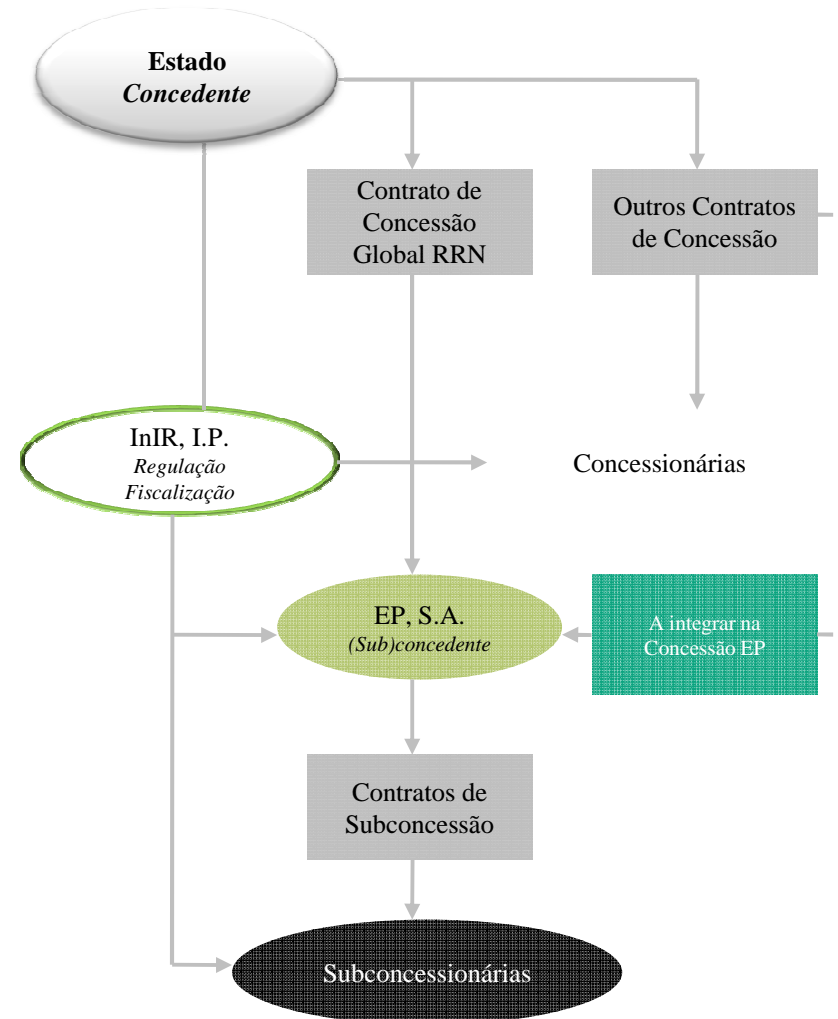 Estado
Concedente
Contrato de
Concessão
Global RRN
Outros Contratos
de Concessão
InIR, I.P.
Regulação
Fiscalização
Concessionárias
EP, S.A.
(Sub)concedente
A integrar na
Concessão EP
Contratos de
Subconcessão
Subconcessionárias